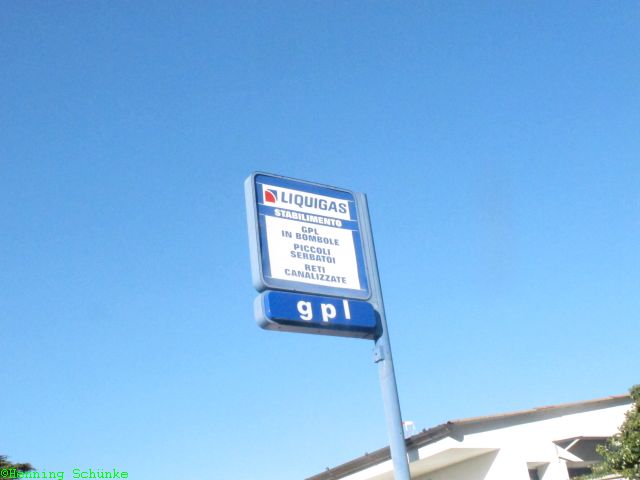 LIQUIGAS
STABILIMENTO
GPL
IN BOMBOLE
PICCOLI
SERBATOI
RETI
CANALIZZATE
gpl
©Henning Schünke